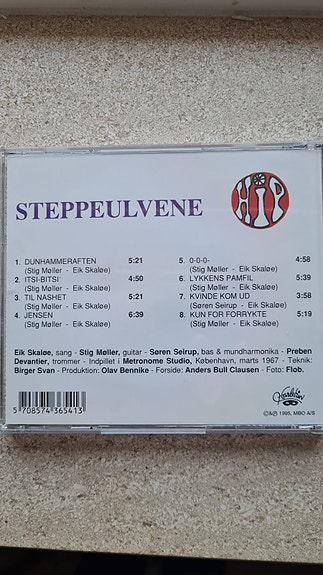 HIP
STEPPEULVENE
1. DUNHAMMERAFTEN 5:21
(Stig Møller - Eik Skaløe)
2. ITSI-BITSI 4:50
(Stig Møller - Eik Skaløe)
3. TIL NASHET 5:21
(Stig Møller - Eik Skaløe)
4. JENSEN 6:39
(Stig Møller - Eik Skaløe)
5. O-O-O- 4:58
(Stig Møller - Eik Skaløe)
6. LYKKENS PAMFIL 5:39
(Stig Møller - Eik Skaløe)
7. KVINDE KOM UD 3:58
(Søren Seirup - Eik Skaløe)
8. KUN FOR FORRYKTE 5:19
(Stig Møller - Eik Skaløe)
Eik Skaløe, sang - Stig Møller, guitar - Søren Seirup, bas & mundharmonika - Preben
Devantier, trommer - Indpillet i Metronome Studio, København, marts 1967 - Teknik:
Birger Svan - Produktion: Olav Bennike - Forside: Anders Bull Clausen - Foto: Flob.
5 708574 365413
Karlekin
©&℗ 1995, MBO A/S